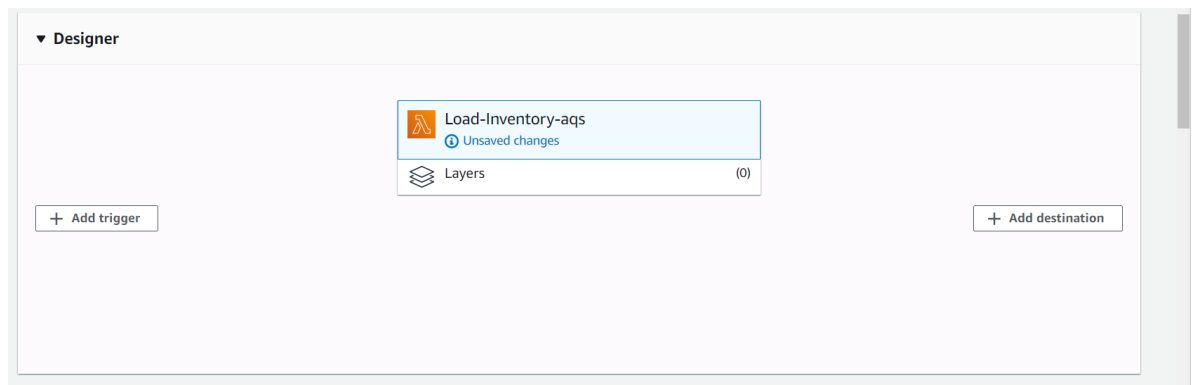 Designer
Load-Inventory-aqs
Unsaved changes
Layers (0)
Add trigger
Add destination